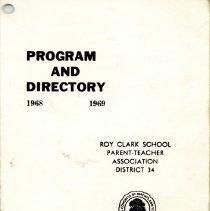 PROGRAM
AND
DIRECTORY
1968 1969
ROY CLARK SCHOOL
PARENT-TEACHER
ASSOCIATION
DISTRICT 34